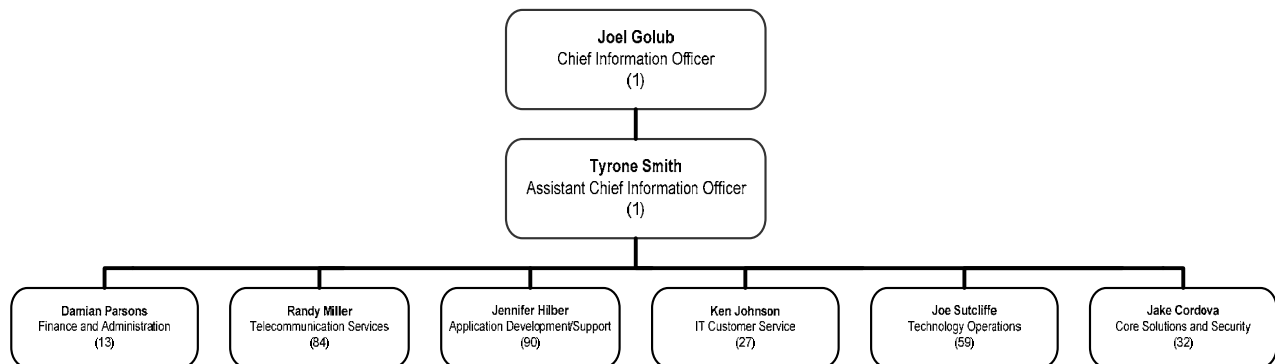 Joel Golub
Chief Information Officer
(1)
Tyrone Smith
Assistant Chief Information Officer
(1)
Damian Parsons
Finance and Administration
(13)
Randy Miller
Telecommunication Services
(84)
Jennifer Hilber
Application Development/Support
(90)
Ken Johnson
IT Customer Service
(27)
Joe Sutcliffe
Technology Operations
(59)
Jake Cordova
Core Solutions and Security
(32)